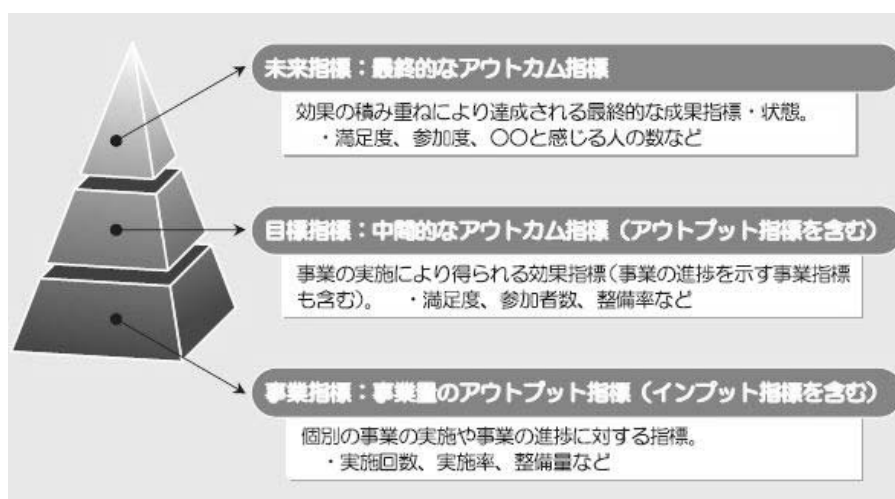 未来指標：最終的なアウトカム指標
効果の積み重ねにより達成される最終的な成果指標・状態。
・満足度、参加度、〇〇と感じる人の数など
目標指標：中間的なアウトカム指標（アウトプット指標を含む）
事業の実施により得られる効果指標（事業の進捗を示す事業指標
も含む）。　・満足度、参加者数、整備率など
事業指標：事業量のアウトプット指標（インプット指標を含む）
個別の事業の実施や事業の進捗に対する指標。
・実施回数、実施率、整備量など